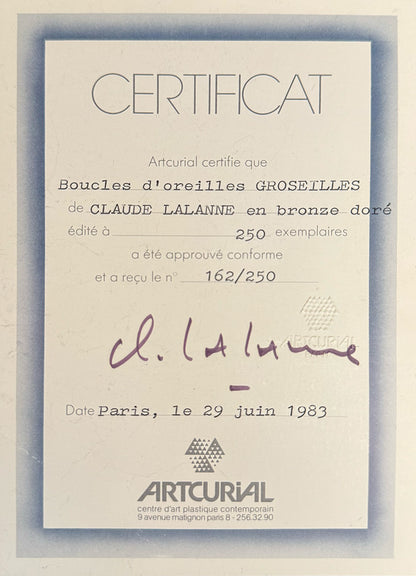 CERTIFICAT
Artcurial certifie que
Boucles d'oreilles GROSEILLES
de CLAUDE LALANNE en bronze doré
édité à 250 exemplaires
a été approuvé conforme
et a reçu le n° 162/250
ARTCURIAL
Cl. Lalanne
Date Paris, le 29 juin 1983
ARTCURIAL
centre d'art plastique contemporain
9 avenue matignon paris 8 - 256.32.90